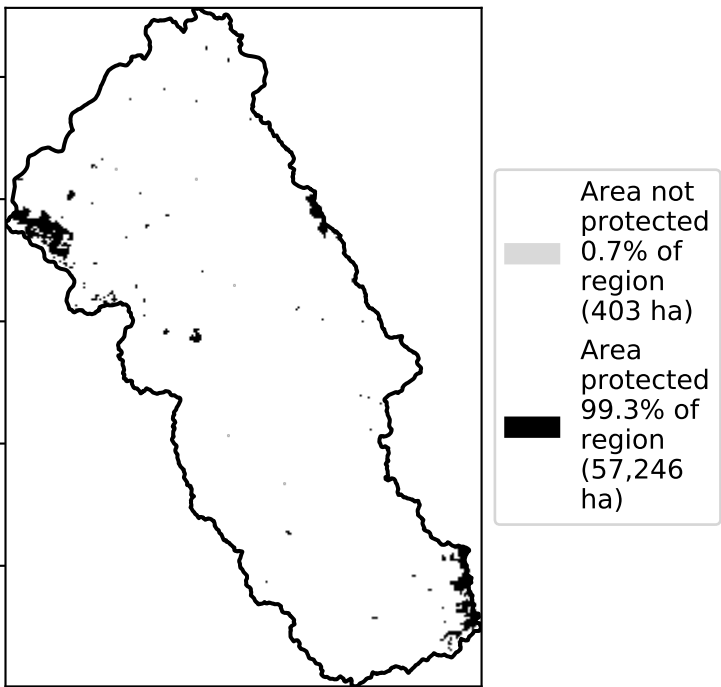 Area not
protected
0.7% of
region
(403 ha)
Area
protected
99.3% of
region
(57,246
ha)